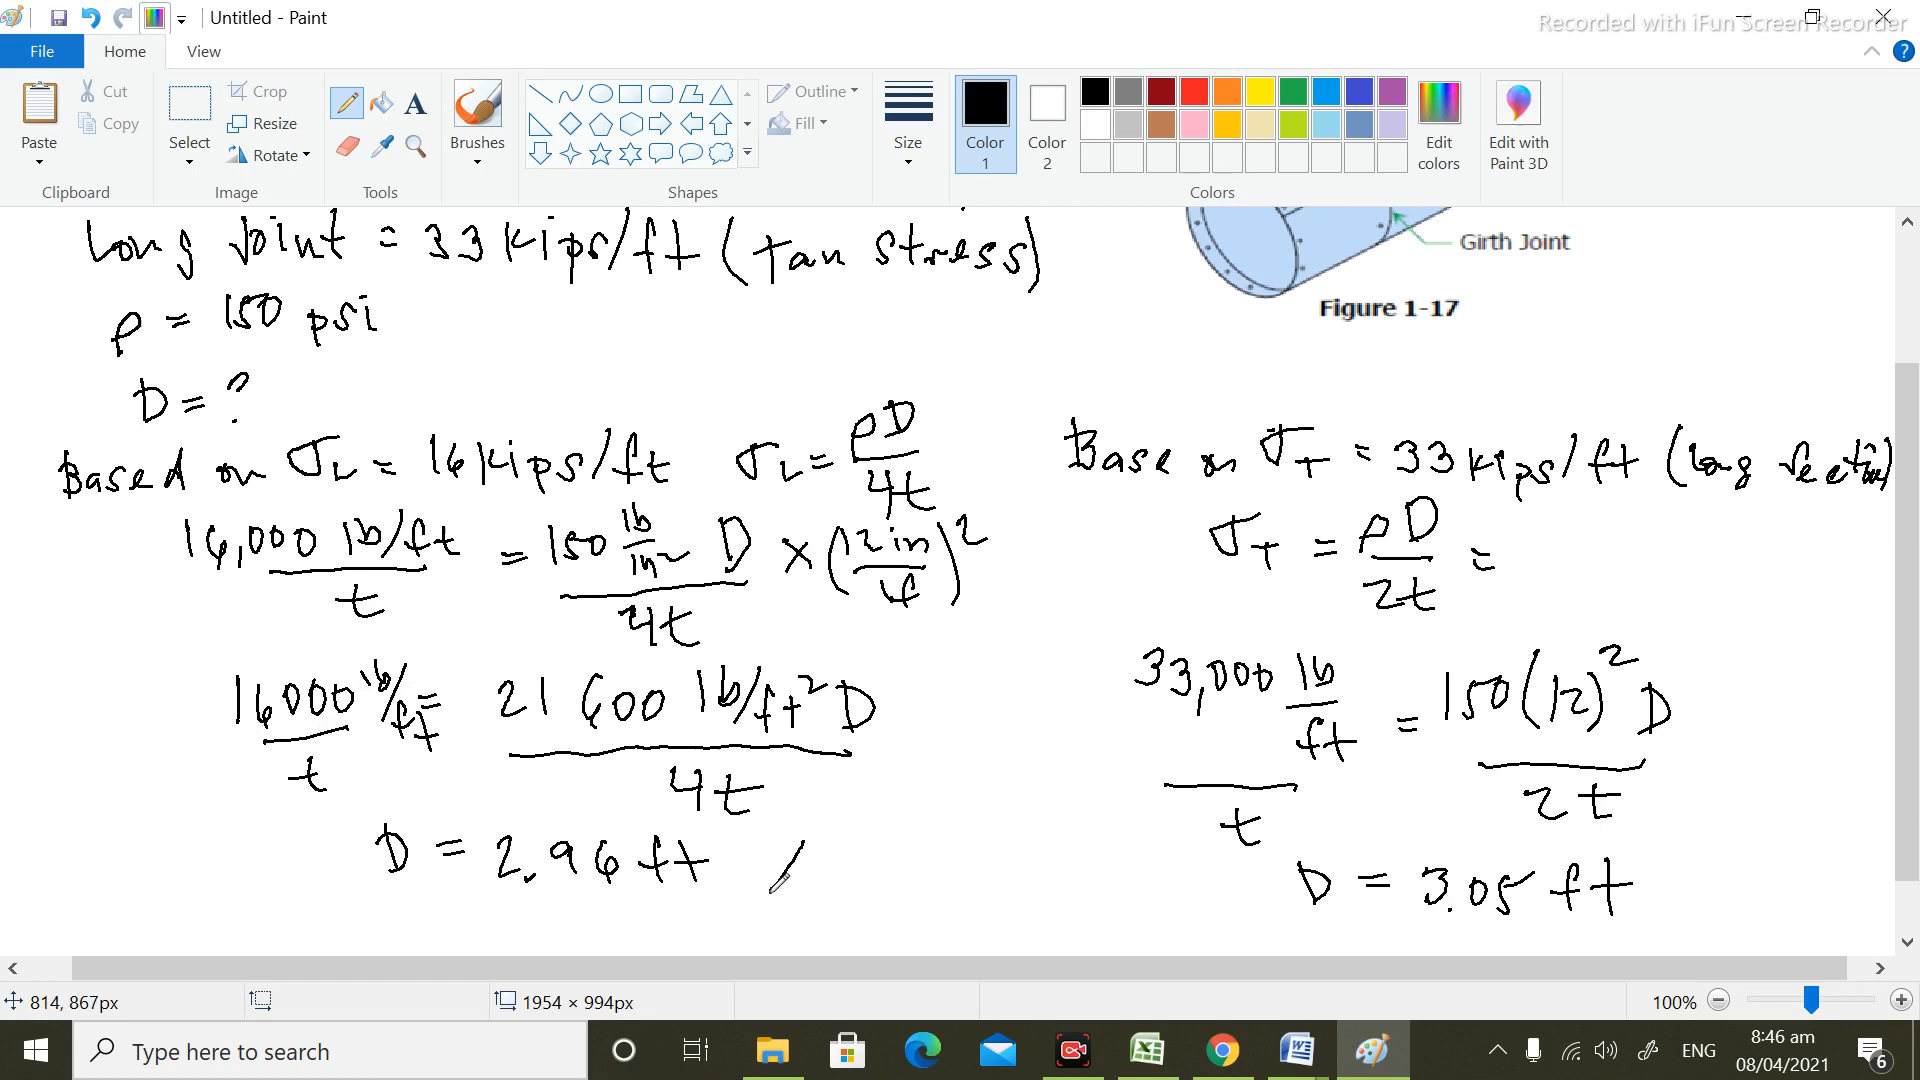 Untitled - Paint
Recorded with iFun Screen Recorder
File Home View
Paste Cut Copy Clipboard
Select Crop Resize Rotate Image
Tools
Brushes
Outline Fill Shapes
Size
Color 1 Color 2 Edit colors Colors
Edit with Paint 3D
Long Joint = 33 Kips/ft (tan stress)
Girth Joint
Figure 1-17
ρ = 150 psi
D = ?
Based on σL = 16 Kips/ft σL = ρD/4t
16,000 lb/ft / t = 150 lb/in² D / 4t × (12 in/1f)²
16000 lb/ft / t = 21 600 lb/ft² D / 4t
D = 2.96 ft /
Base on σT = 33 Kips/ft (long section)
σT = ρD/2t =
33,000 lb/ft / t = 150(12)² D / 2t
D = 3.05 ft
814, 867px 1954 × 994px 100%
Type here to search
ENG 8:46 am
08/04/2021 6